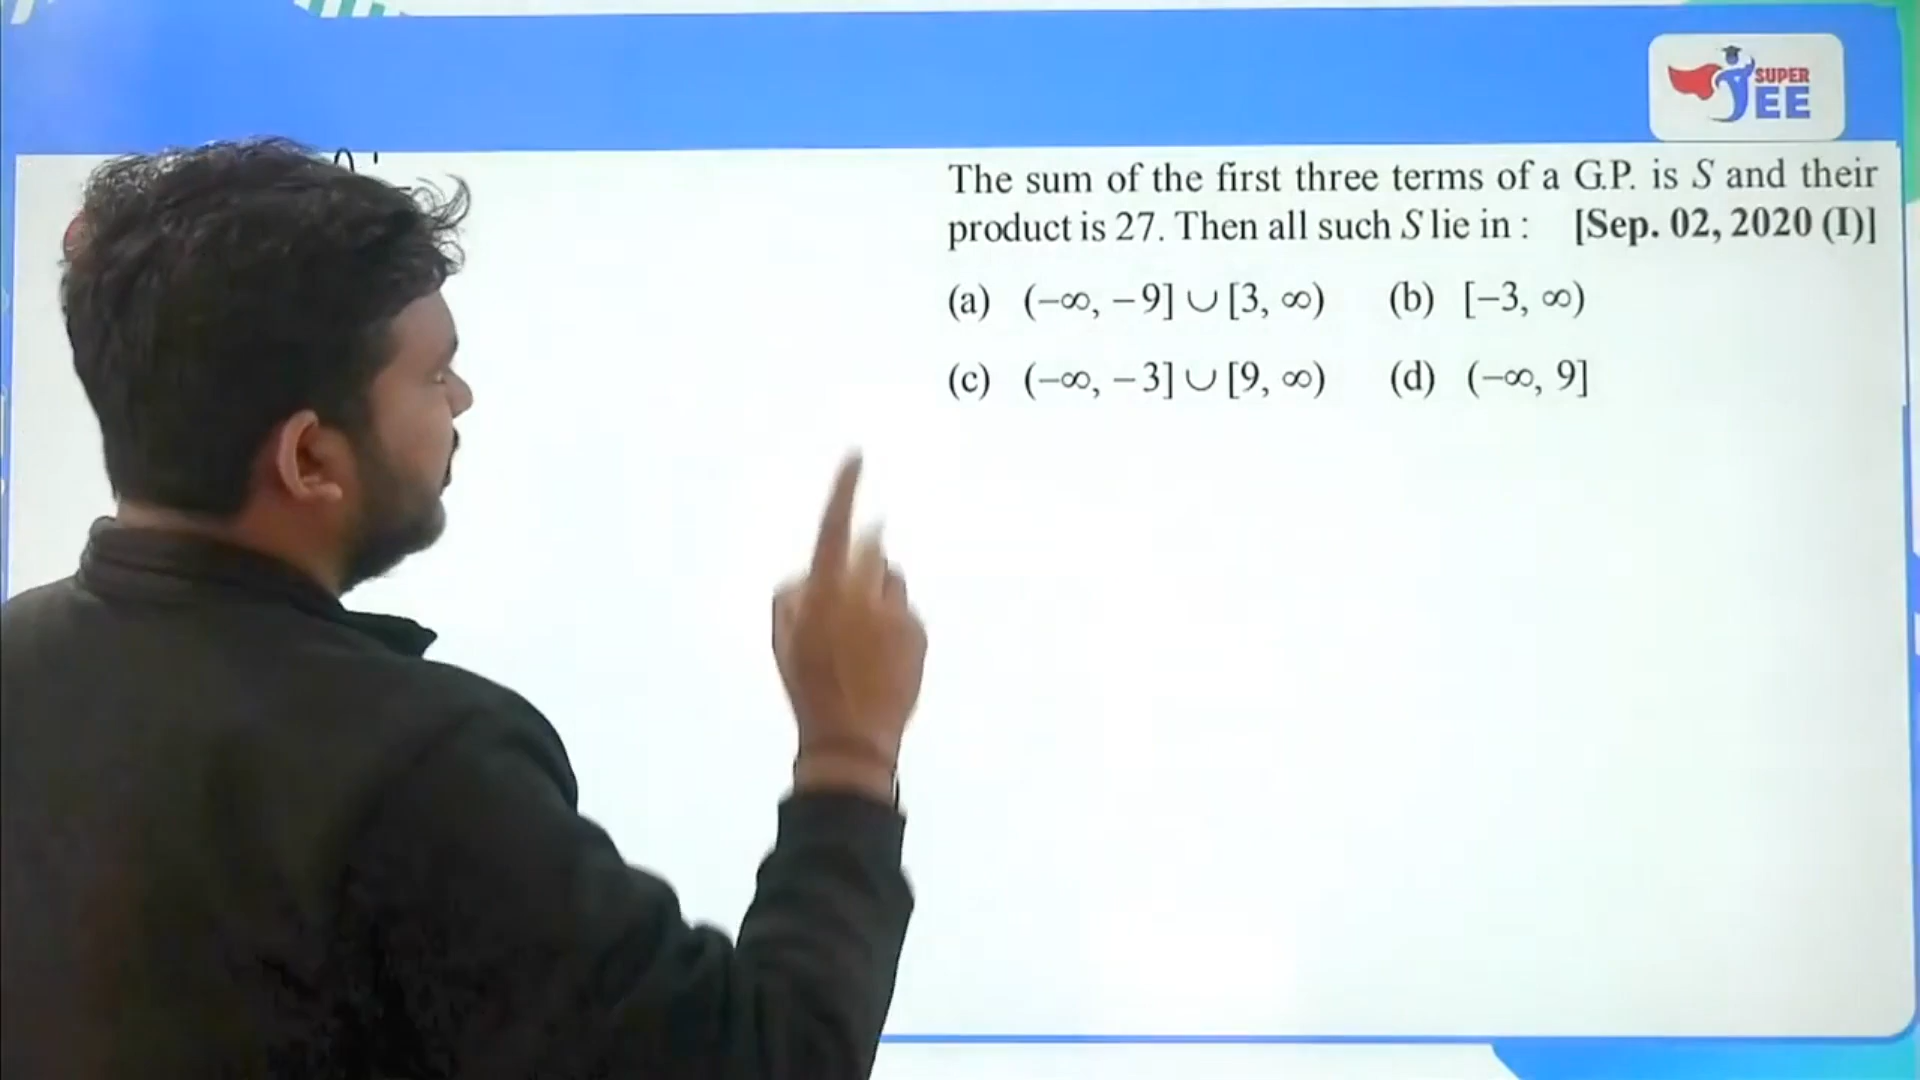 SUPER
JEE
The sum of the first three terms of a G.P. is S and their
product is 27. Then all such S lie in : [Sep. 02, 2020 (I)]
(a) (−∞, −9] ∪ [3, ∞) (b) [−3, ∞)
(c) (−∞, −3] ∪ [9, ∞) (d) (−∞, 9]